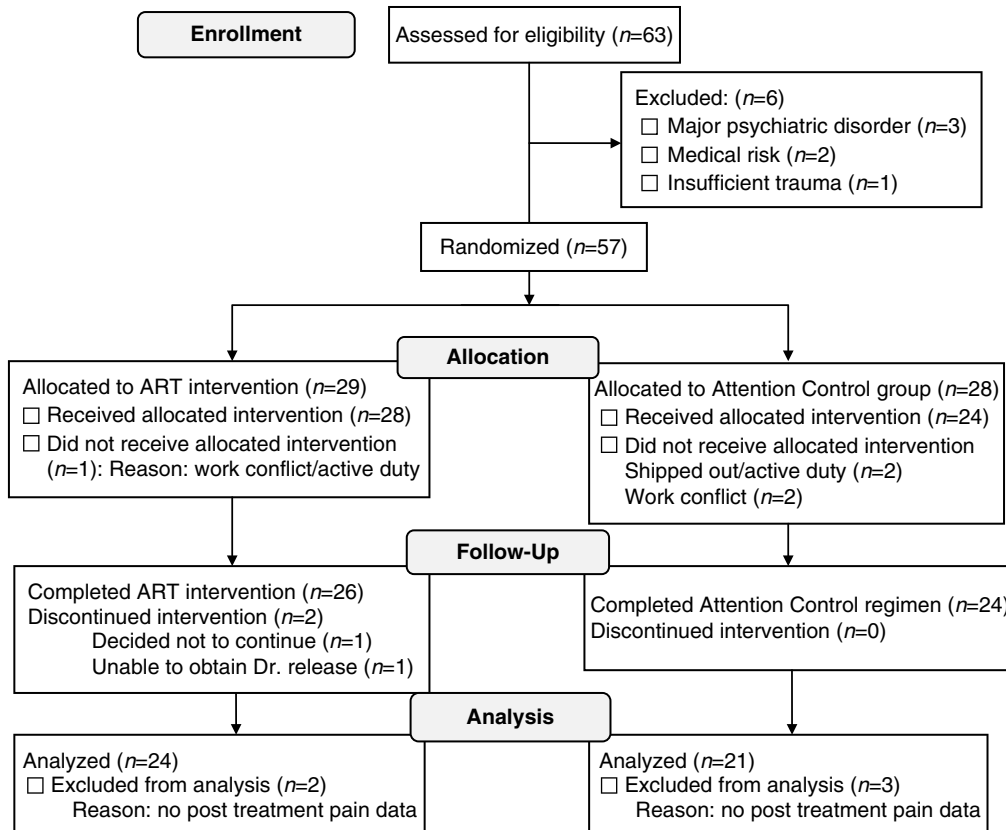 Enrollment
Assessed for eligibility (n=63)
Excluded: (n=6)
☐ Major psychiatric disorder (n=3)
☐ Medical risk (n=2)
☐ Insufficient trauma (n=1)
Randomized (n=57)
Allocation
Allocated to ART intervention (n=29)
☐ Received allocated intervention (n=28)
☐ Did not receive allocated intervention
(n=1): Reason: work conflict/active duty
Allocated to Attention Control group (n=28)
☐ Received allocated intervention (n=24)
☐ Did not receive allocated intervention
Shipped out/active duty (n=2)
Work conflict (n=2)
Follow-Up
Completed ART intervention (n=26)
Discontinued intervention (n=2)
Decided not to continue (n=1)
Unable to obtain Dr. release (n=1)
Completed Attention Control regimen (n=24)
Discontinued intervention (n=0)
Analysis
Analyzed (n=24)
☐ Excluded from analysis (n=2)
Reason: no post treatment pain data
Analyzed (n=21)
☐ Excluded from analysis (n=3)
Reason: no post treatment pain data